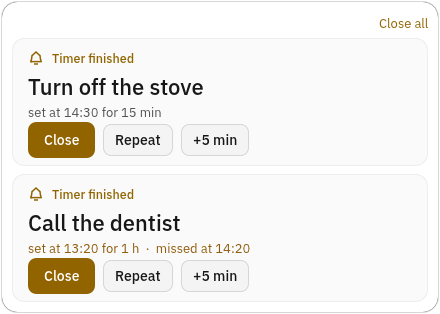 Close all
Timer finished
Turn off the stove
set at 14:30 for 15 min
Close Repeat +5 min
Timer finished
Call the dentist
set at 13:20 for 1 h · missed at 14:20
Close Repeat +5 min